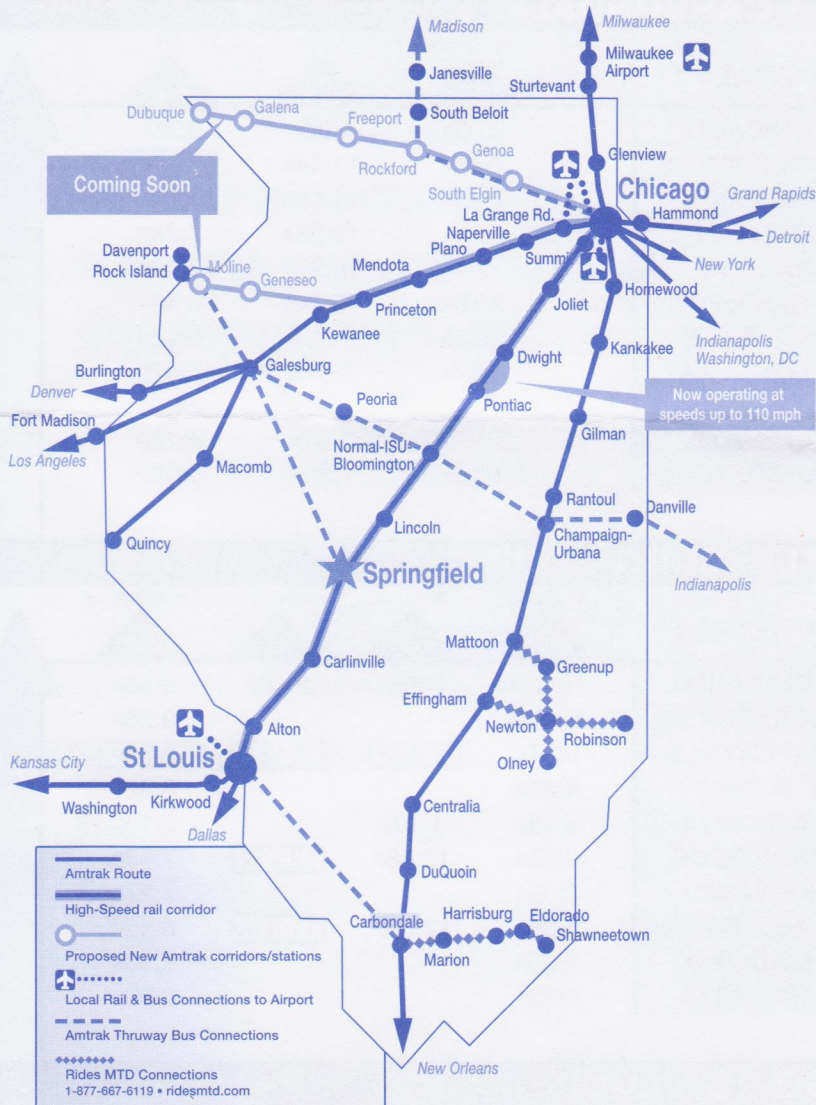 Madison
Milwaukee
Janesville
Milwaukee
Airport
Sturtevant
Dubuque
Galena
Freeport
South Beloit
Rockford
Genoa
Glenview
Coming Soon
South Elgin
Chicago
La Grange Rd.
Hammond
Grand Rapids
Detroit
Naperville
Plano
Summit
New York
Davenport
Rock Island
Moline
Geneseo
Mendota
Princeton
Joliet
Homewood
Kewanee
Indianapolis
Washington, DC
Kankakee
Dwight
Galesburg
Burlington
Denver
Peoria
Pontiac
Now operating at
speeds up to 110 mph
Fort Madison
Los Angeles
Macomb
Normal-ISU-
Bloomington
Gilman
Rantoul
Danville
Lincoln
Champaign-
Urbana
Quincy
Springfield
Indianapolis
Mattoon
Greenup
Carlinville
Effingham
Newton
Robinson
Alton
Olney
St Louis
Kansas City
Washington
Kirkwood
Dallas
Centralia
DuQuoin
Carbondale
Harrisburg
Eldorado
Shawneetown
Marion
New Orleans
Amtrak Route
High-Speed rail corridor
Proposed New Amtrak corridors/stations
Local Rail & Bus Connections to Airport
Amtrak Thruway Bus Connections
Rides MTD Connections
1-877-667-6119 • ridesmtd.com